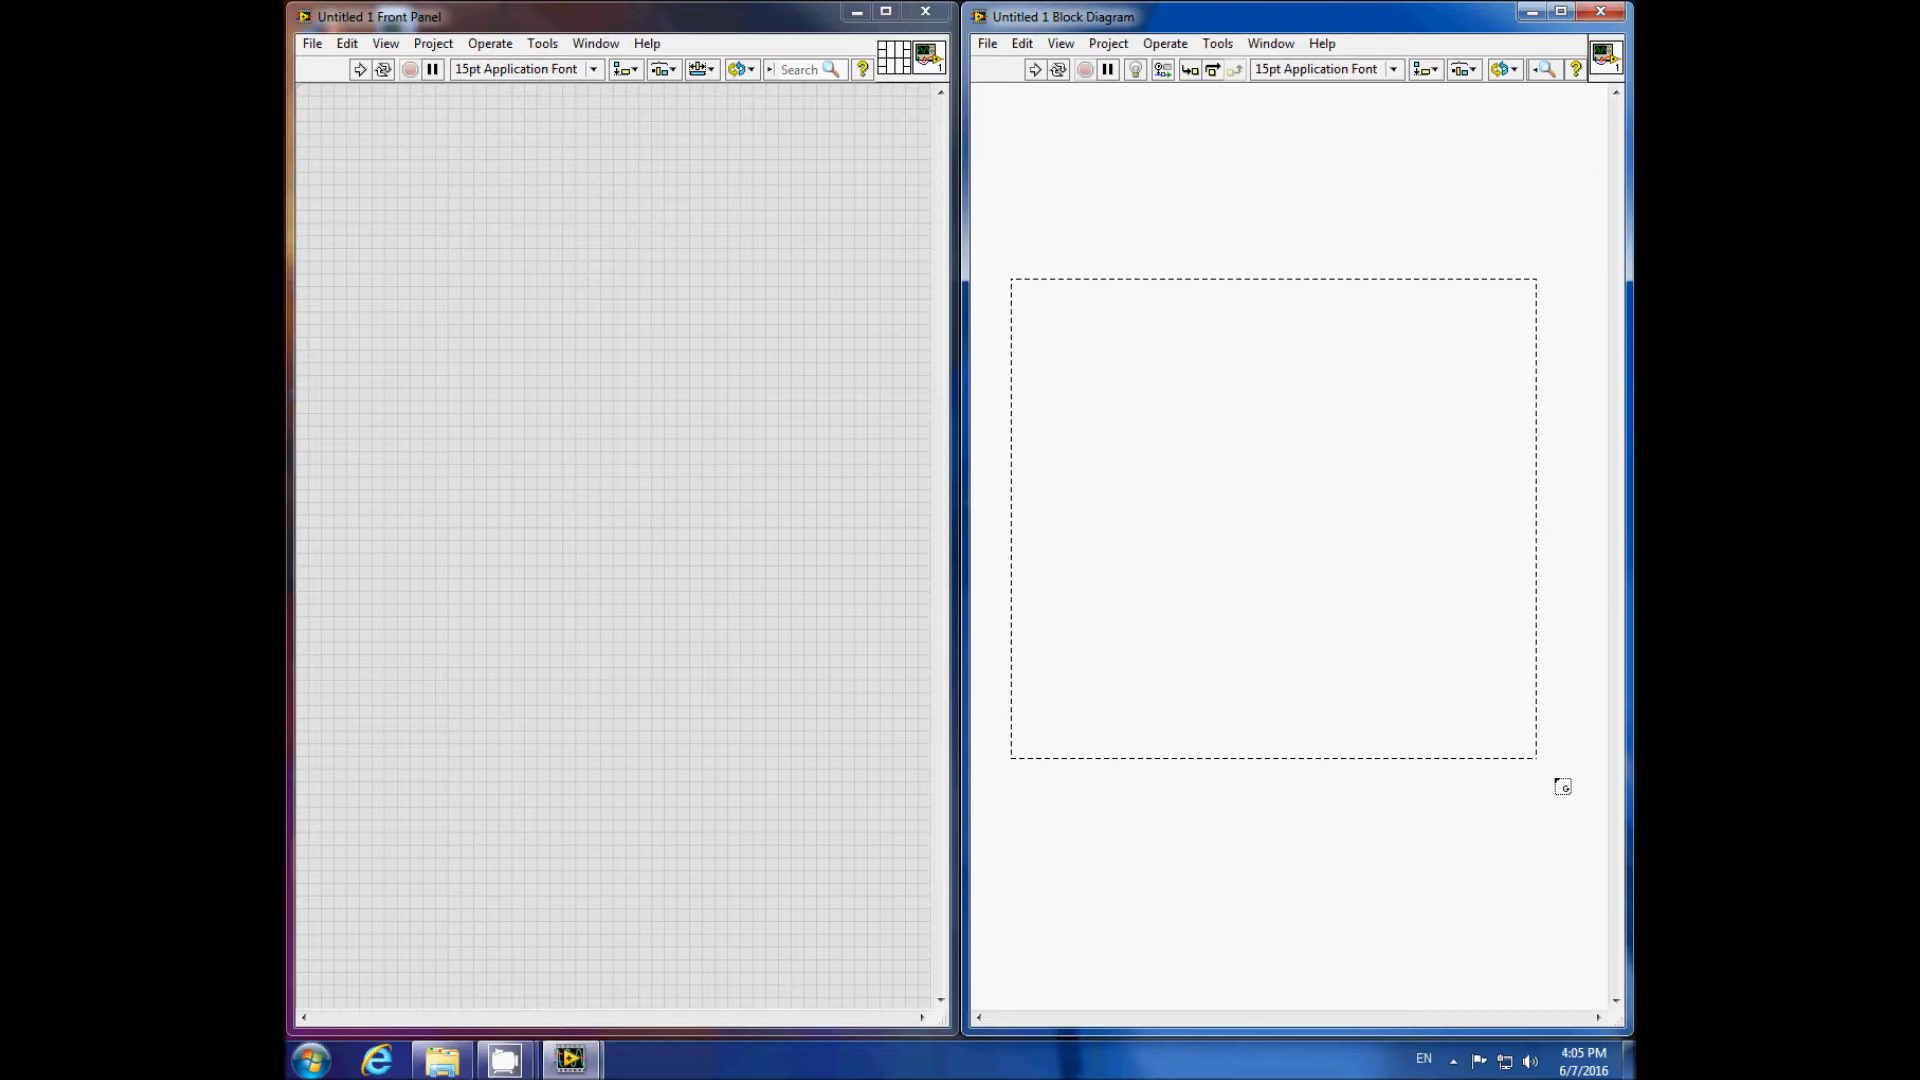 Untitled 1 Front Panel
File Edit View Project Operate Tools Window Help
15pt Application Font
Search
1
Untitled 1 Block Diagram
File Edit View Project Operate Tools Window Help
15pt Application Font
1
EN
4:05 PM
6/7/2016